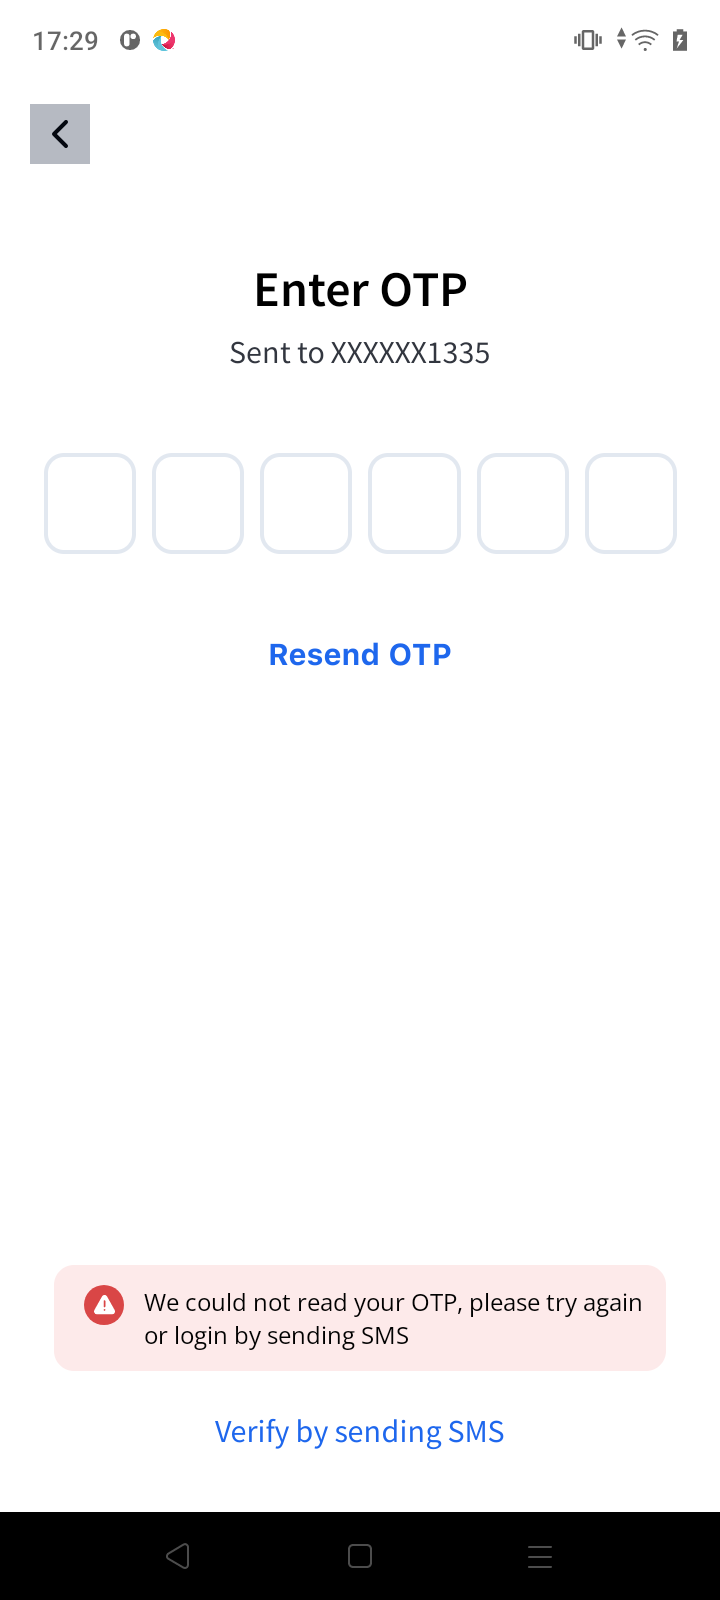 17:29
Enter OTP
Sent to XXXXXX1335
Resend OTP
We could not read your OTP, please try again
or login by sending SMS
Verify by sending SMS